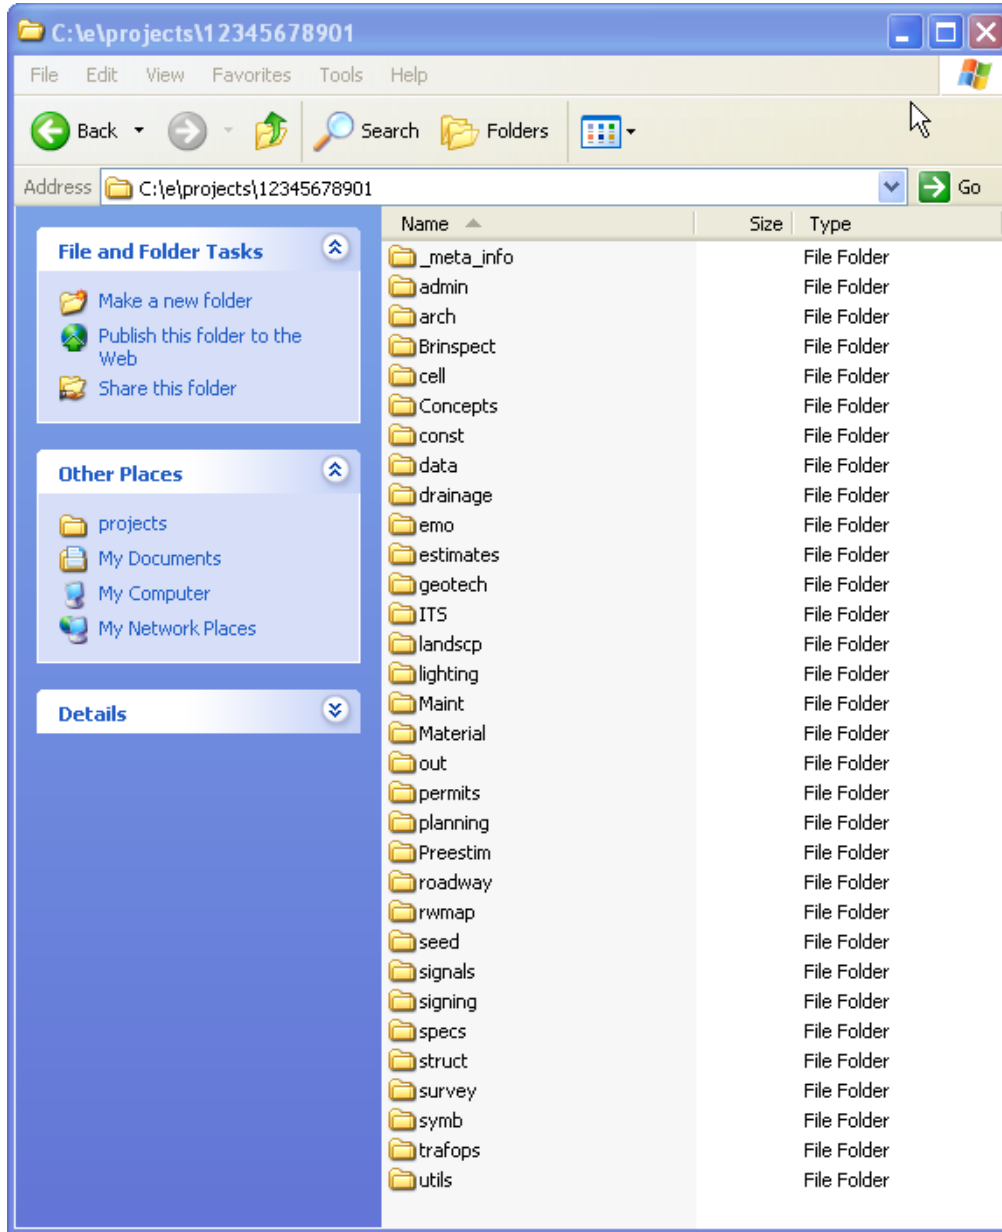 C:\e\projects\12345678901
File Edit View Favorites Tools Help
Back Search Folders
Address C:\e\projects\12345678901 Go
File and Folder Tasks
Make a new folder
Publish this folder to the
Web
Share this folder
Other Places
projects
My Documents
My Computer
My Network Places
Details
Name Size Type
_meta_info File Folder
admin File Folder
arch File Folder
Brinspect File Folder
cell File Folder
Concepts File Folder
const File Folder
data File Folder
drainage File Folder
emo File Folder
estimates File Folder
geotech File Folder
ITS File Folder
landscp File Folder
lighting File Folder
Maint File Folder
Material File Folder
out File Folder
permits File Folder
planning File Folder
Preestim File Folder
roadway File Folder
rwmap File Folder
seed File Folder
signals File Folder
signing File Folder
specs File Folder
struct File Folder
survey File Folder
symb File Folder
trafops File Folder
utils File Folder